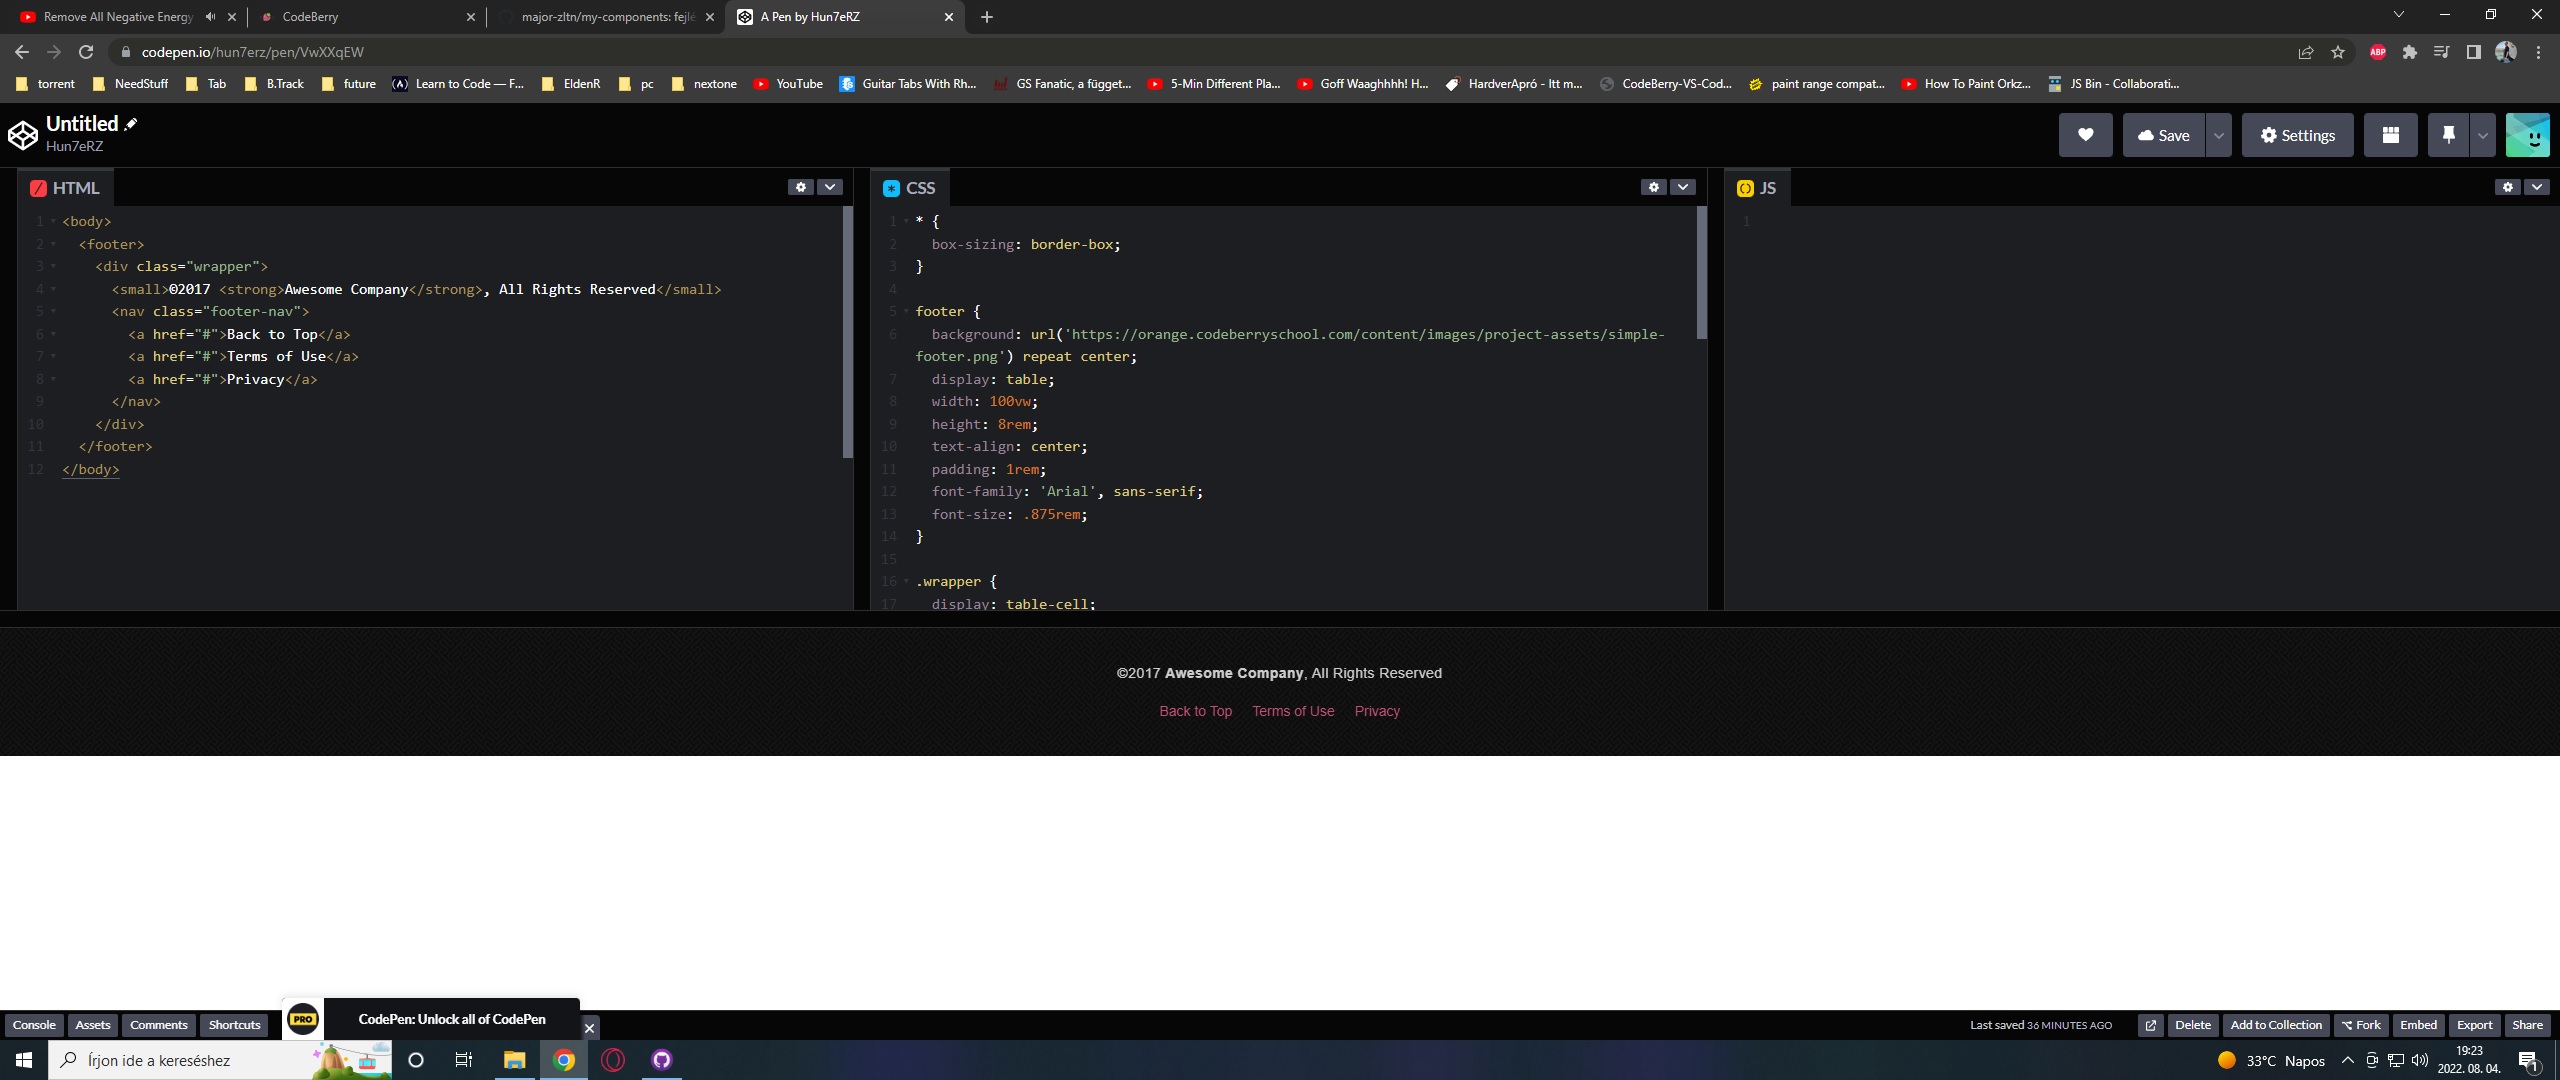 Remove All Negative Energy
CodeBerry
major-zltn/my-components: fejlé
A Pen by Hun7eRZ
codepen.io/hun7erz/pen/VwXXqEW
ABP
torrent NeedStuff Tab B.Track future Learn to Code — F... EldenR pc nextone YouTube Guitar Tabs With Rh... GS Fanatic, a függet... 5-Min Different Pla... Goff Waaghhhh! H... HardverApró - Itt m... CodeBerry-VS-Cod... paint range compat... How To Paint Orkz... JS Bin - Collaborati...
Untitled
Hun7eRZ
Save Settings
HTML
1 <body>
2 <footer>
3 <div class="wrapper">
4 <small>©2017 <strong>Awesome Company</strong>, All Rights Reserved</small>
5 <nav class="footer-nav">
6 <a href="#">Back to Top</a>
7 <a href="#">Terms of Use</a>
8 <a href="#">Privacy</a>
9 </nav>
10 </div>
11 </footer>
12 </body>
CSS
1 * {
2 box-sizing: border-box;
3 }
4
5 footer {
6 background: url('https://orange.codeberryschool.com/content/images/project-assets/simple-
footer.png') repeat center;
7 display: table;
8 width: 100vw;
9 height: 8rem;
10 text-align: center;
11 padding: 1rem;
12 font-family: 'Arial', sans-serif;
13 font-size: .875rem;
14 }
15
16 .wrapper {
17 display: table-cell;
JS
1
©2017 Awesome Company, All Rights Reserved
Back to Top Terms of Use Privacy
Console Assets Comments Shortcuts
PRO CodePen: Unlock all of CodePen
Last saved 36 MINUTES AGO
Delete Add to Collection Fork Embed Export Share
Írjon ide a kereséshez
33°C Napos
19:23
2022. 08. 04.
1